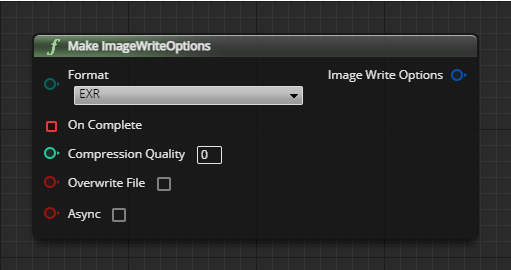 Make ImageWriteOptions
Format
Image Write Options
EXR
On Complete
Compression Quality 0
Overwrite File
Async